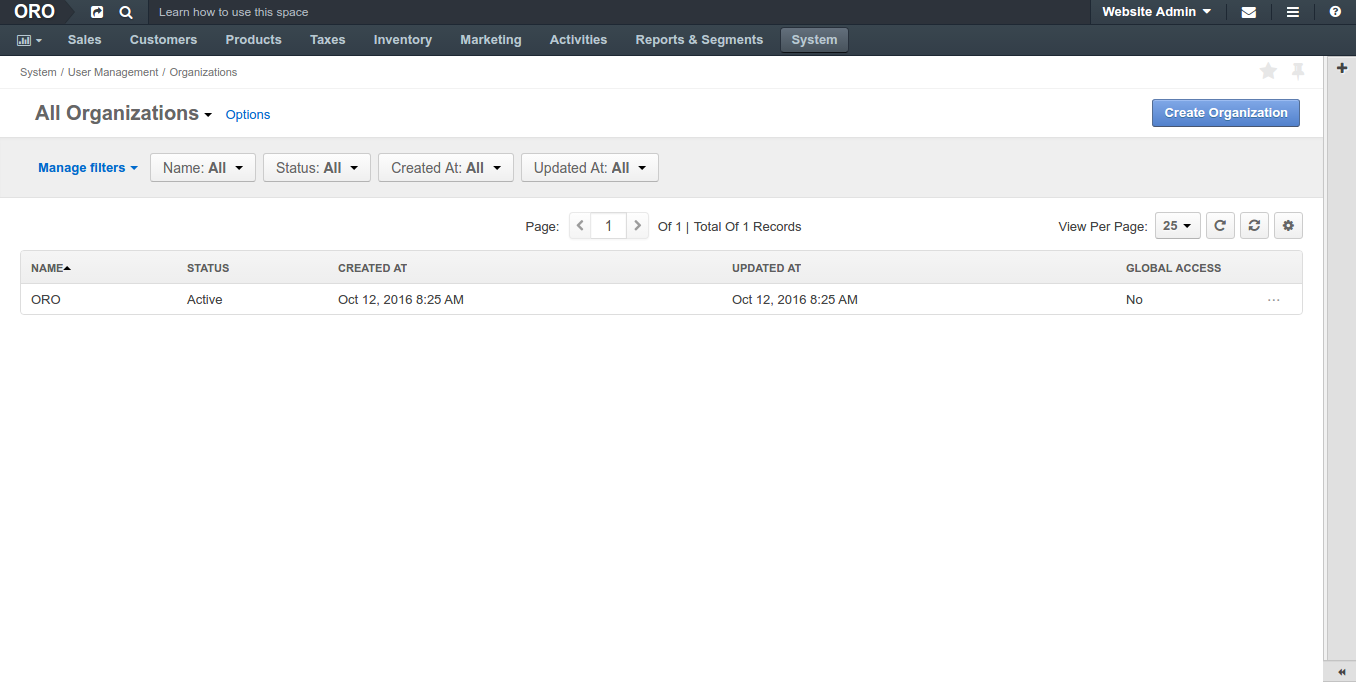 ORO Learn how to use this space Website Admin
Sales Customers Products Taxes Inventory Marketing Activities Reports & Segments System
System / User Management / Organizations
All Organizations Options Create Organization
Manage filters Name: All Status: All Created At: All Updated At: All
Page: 1 Of 1 | Total Of 1 Records View Per Page: 25
NAME STATUS CREATED AT UPDATED AT GLOBAL ACCESS
ORO Active Oct 12, 2016 8:25 AM Oct 12, 2016 8:25 AM No ...